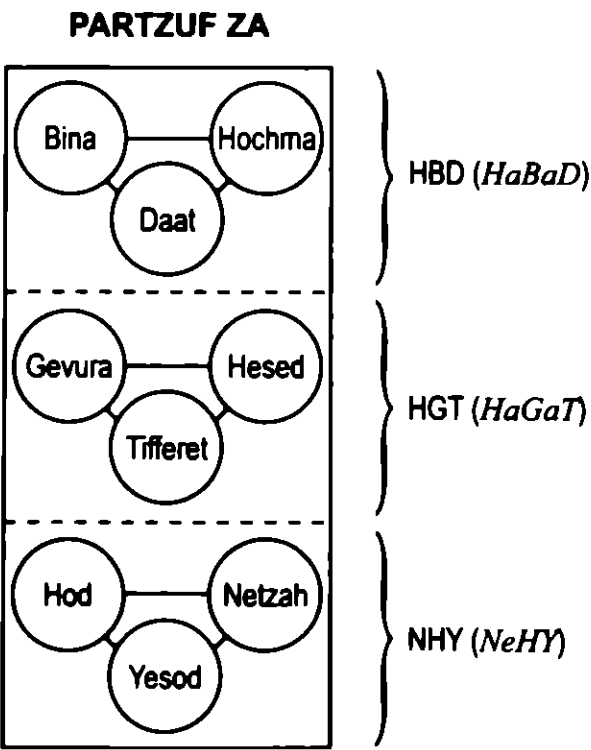 PARTZUF ZA
Bina
Hochma
Daat
HBD (HaBaD)
Gevura
Hesed
Tifferet
HGT (HaGaT)
Hod
Netzah
Yesod
NHY (NeHY)